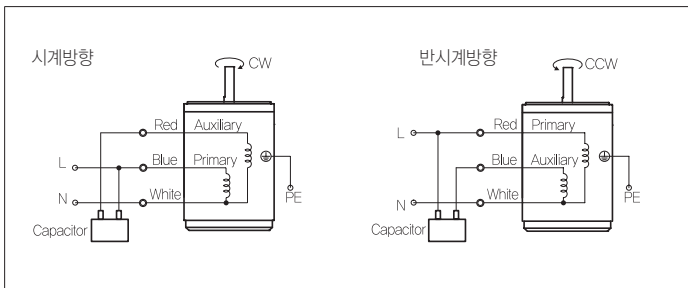 시계방향
CW
Red Auxiliary
L Blue Primary
N White
PE
Capacitor
반시계방향
CCW
L Red Primary
Blue Auxiliary
N White
PE
Capacitor